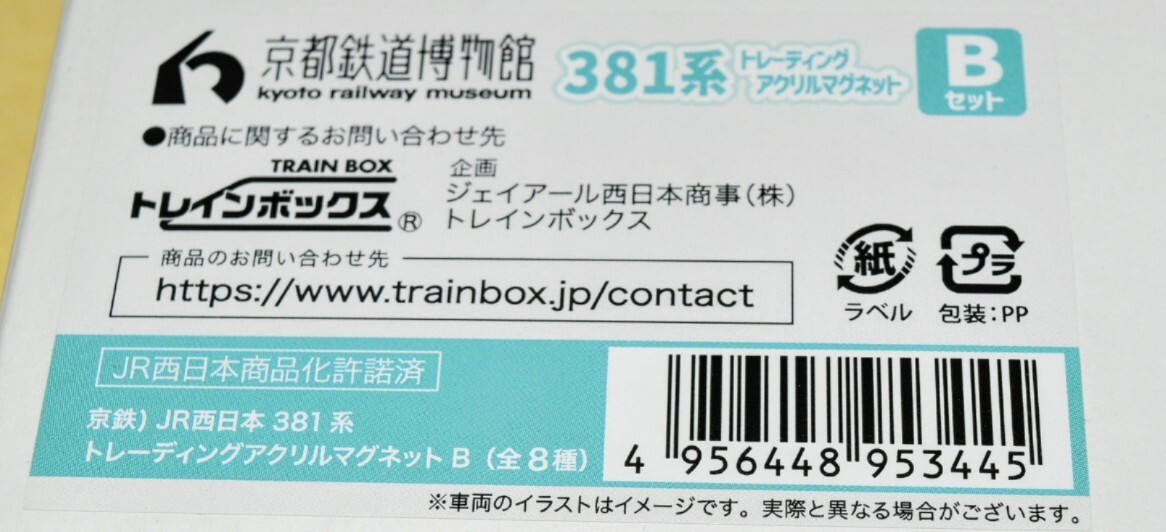 京都鉄道博物館
kyoto railway museum
381系 トレーディング
アクリルマグネット
B
セット
●商品に関するお問い合わせ先
TRAIN BOX
トレインボックス®
企画
ジェイアール西日本商事(株)
トレインボックス
商品のお問い合わせ先
https://www.trainbox.jp/contact
紙
ラベル
プラ
包装:PP
JR西日本商品化許諾済
京鉄) JR西日本 381 系
トレーディングアクリルマグネット B (全8種)
4 956448 953445
※車両のイラストはイメージです。実際と異なる場合がございます。